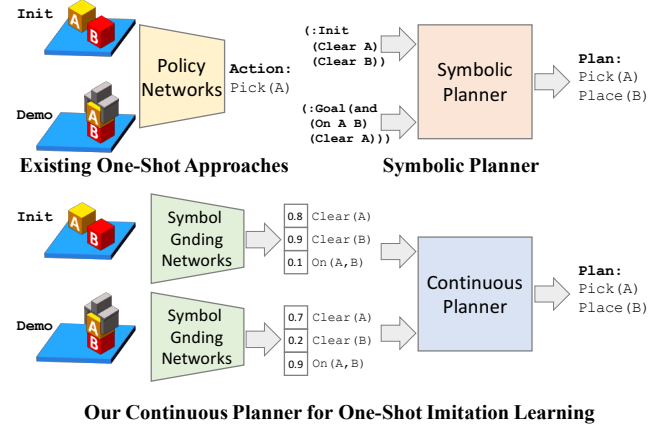 Init
A
B
Demo
A
B
Policy
Networks
Action:
Pick(A)
Existing One-Shot Approaches
(:Init
(Clear A)
(Clear B))
(:Goal(and
(On A B)
(Clear A)))
Symbolic
Planner
Plan:
Pick(A)
Place(B)
Symbolic Planner
Init
A
B
Symbol
Gnding
Networks
0.8 Clear(A)
0.9 Clear(B)
0.1 On(A,B)
Demo
A
B
Symbol
Gnding
Networks
0.7 Clear(A)
0.2 Clear(B)
0.9 On(A,B)
Continuous
Planner
Plan:
Pick(A)
Place(B)
Our Continuous Planner for One-Shot Imitation Learning